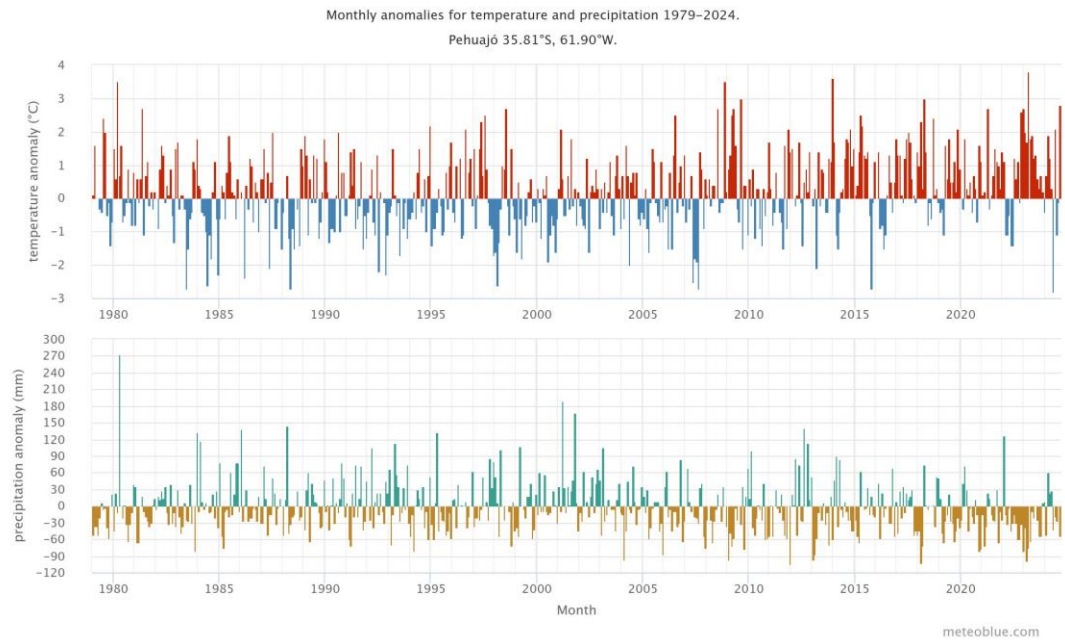 Monthly anomalies for temperature and precipitation 1979–2024.
Pehuajó 35.81°S, 61.90°W.
temperature anomaly (°C)
4
3
2
1
0
−1
−2
−3
1980 1985 1990 1995 2000 2005 2010 2015 2020
precipitation anomaly (mm)
300
270
240
210
180
150
120
90
60
30
0
−30
−60
−90
−120
1980 1985 1990 1995 2000 2005 2010 2015 2020
Month
meteoblue.com